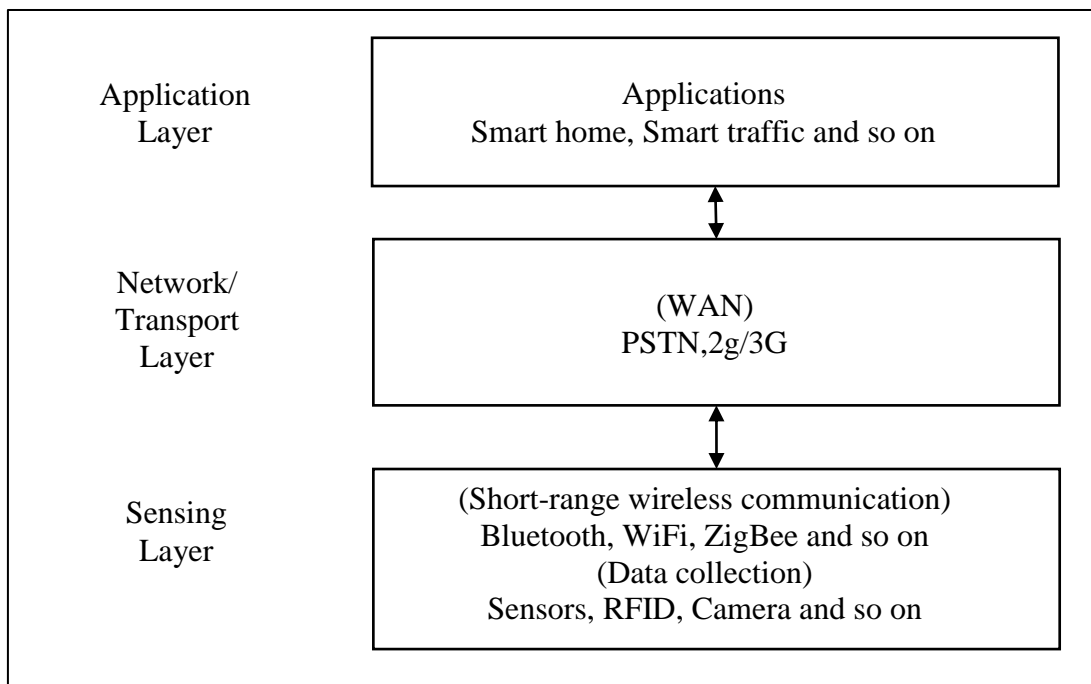 Application
Layer
Applications
Smart home, Smart traffic and so on
Network/
Transport
Layer
(WAN)
PSTN,2g/3G
Sensing
Layer
(Short-range wireless communication)
Bluetooth, WiFi, ZigBee and so on
(Data collection)
Sensors, RFID, Camera and so on